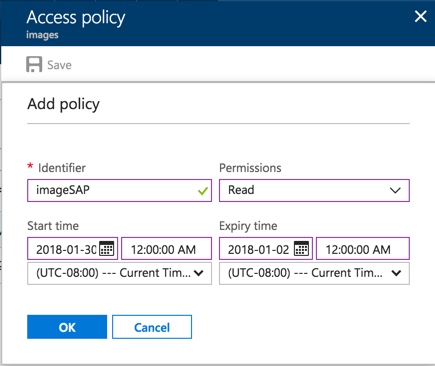 Access policy
images
Save
Add policy
* Identifier
Permissions
imageSAP
Read
Start time
Expiry time
2018-01-30 12:00:00 AM
2018-01-02 12:00:00 AM
(UTC-08:00) --- Current Tim...
(UTC-08:00) --- Current Tim...
OK
Cancel